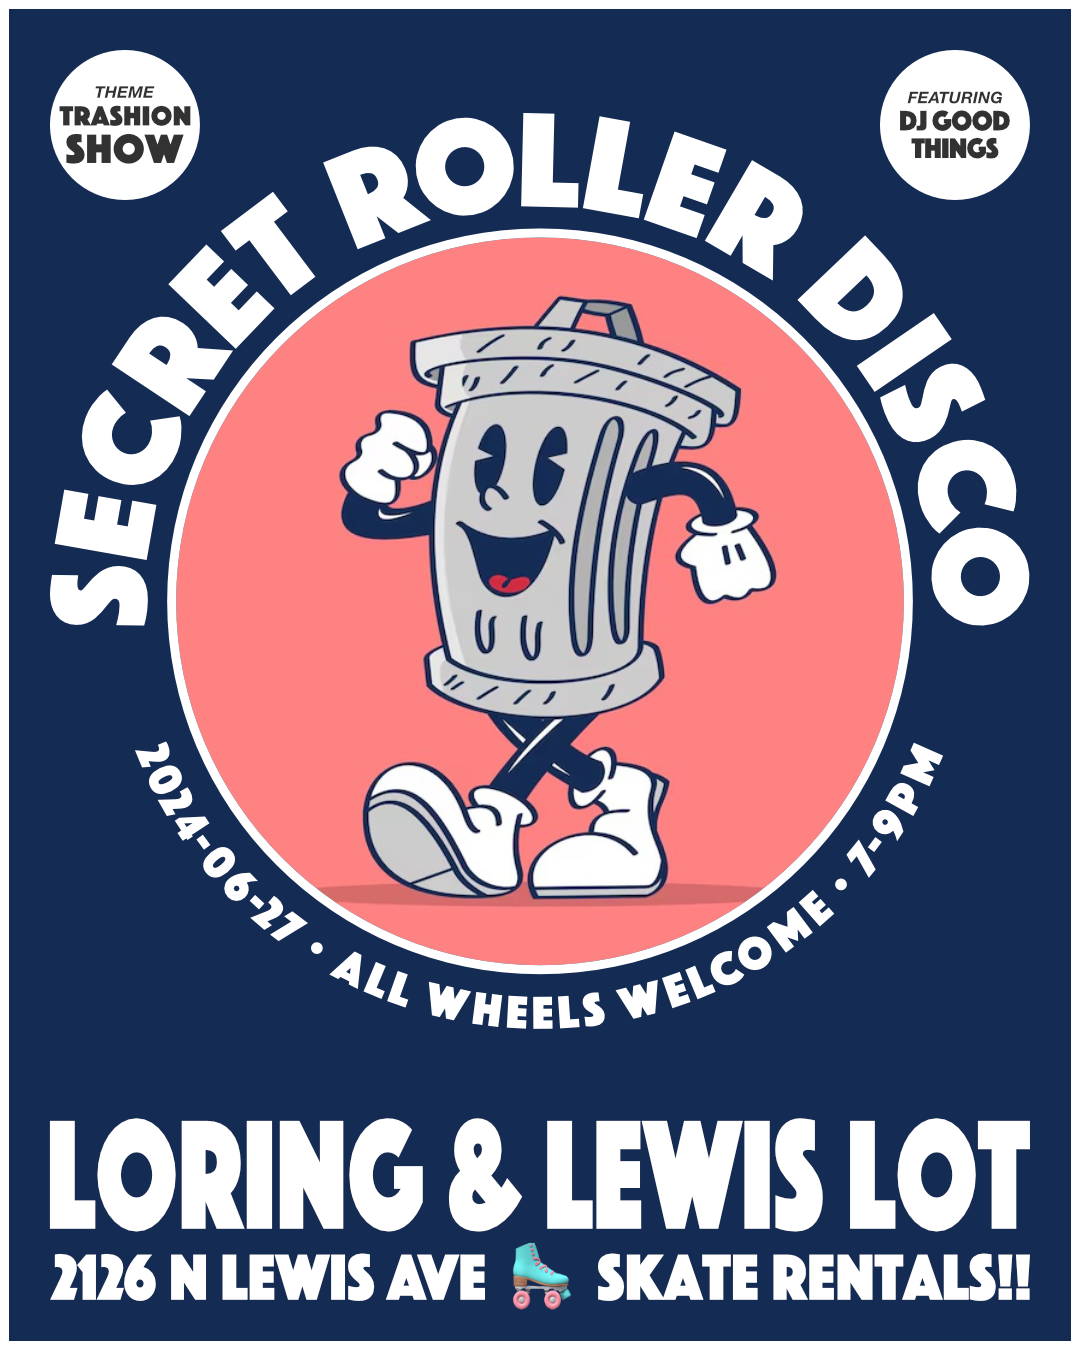 THEME
TRASHION
SHOW
FEATURING
DJ GOOD
THINGS
SECRET ROLLER DISCO
2024-06-27 • ALL WHEELS WELCOME • 7-9PM
LORING & LEWIS LOT
2126 N LEWIS AVE 🛼 SKATE RENTALS!!